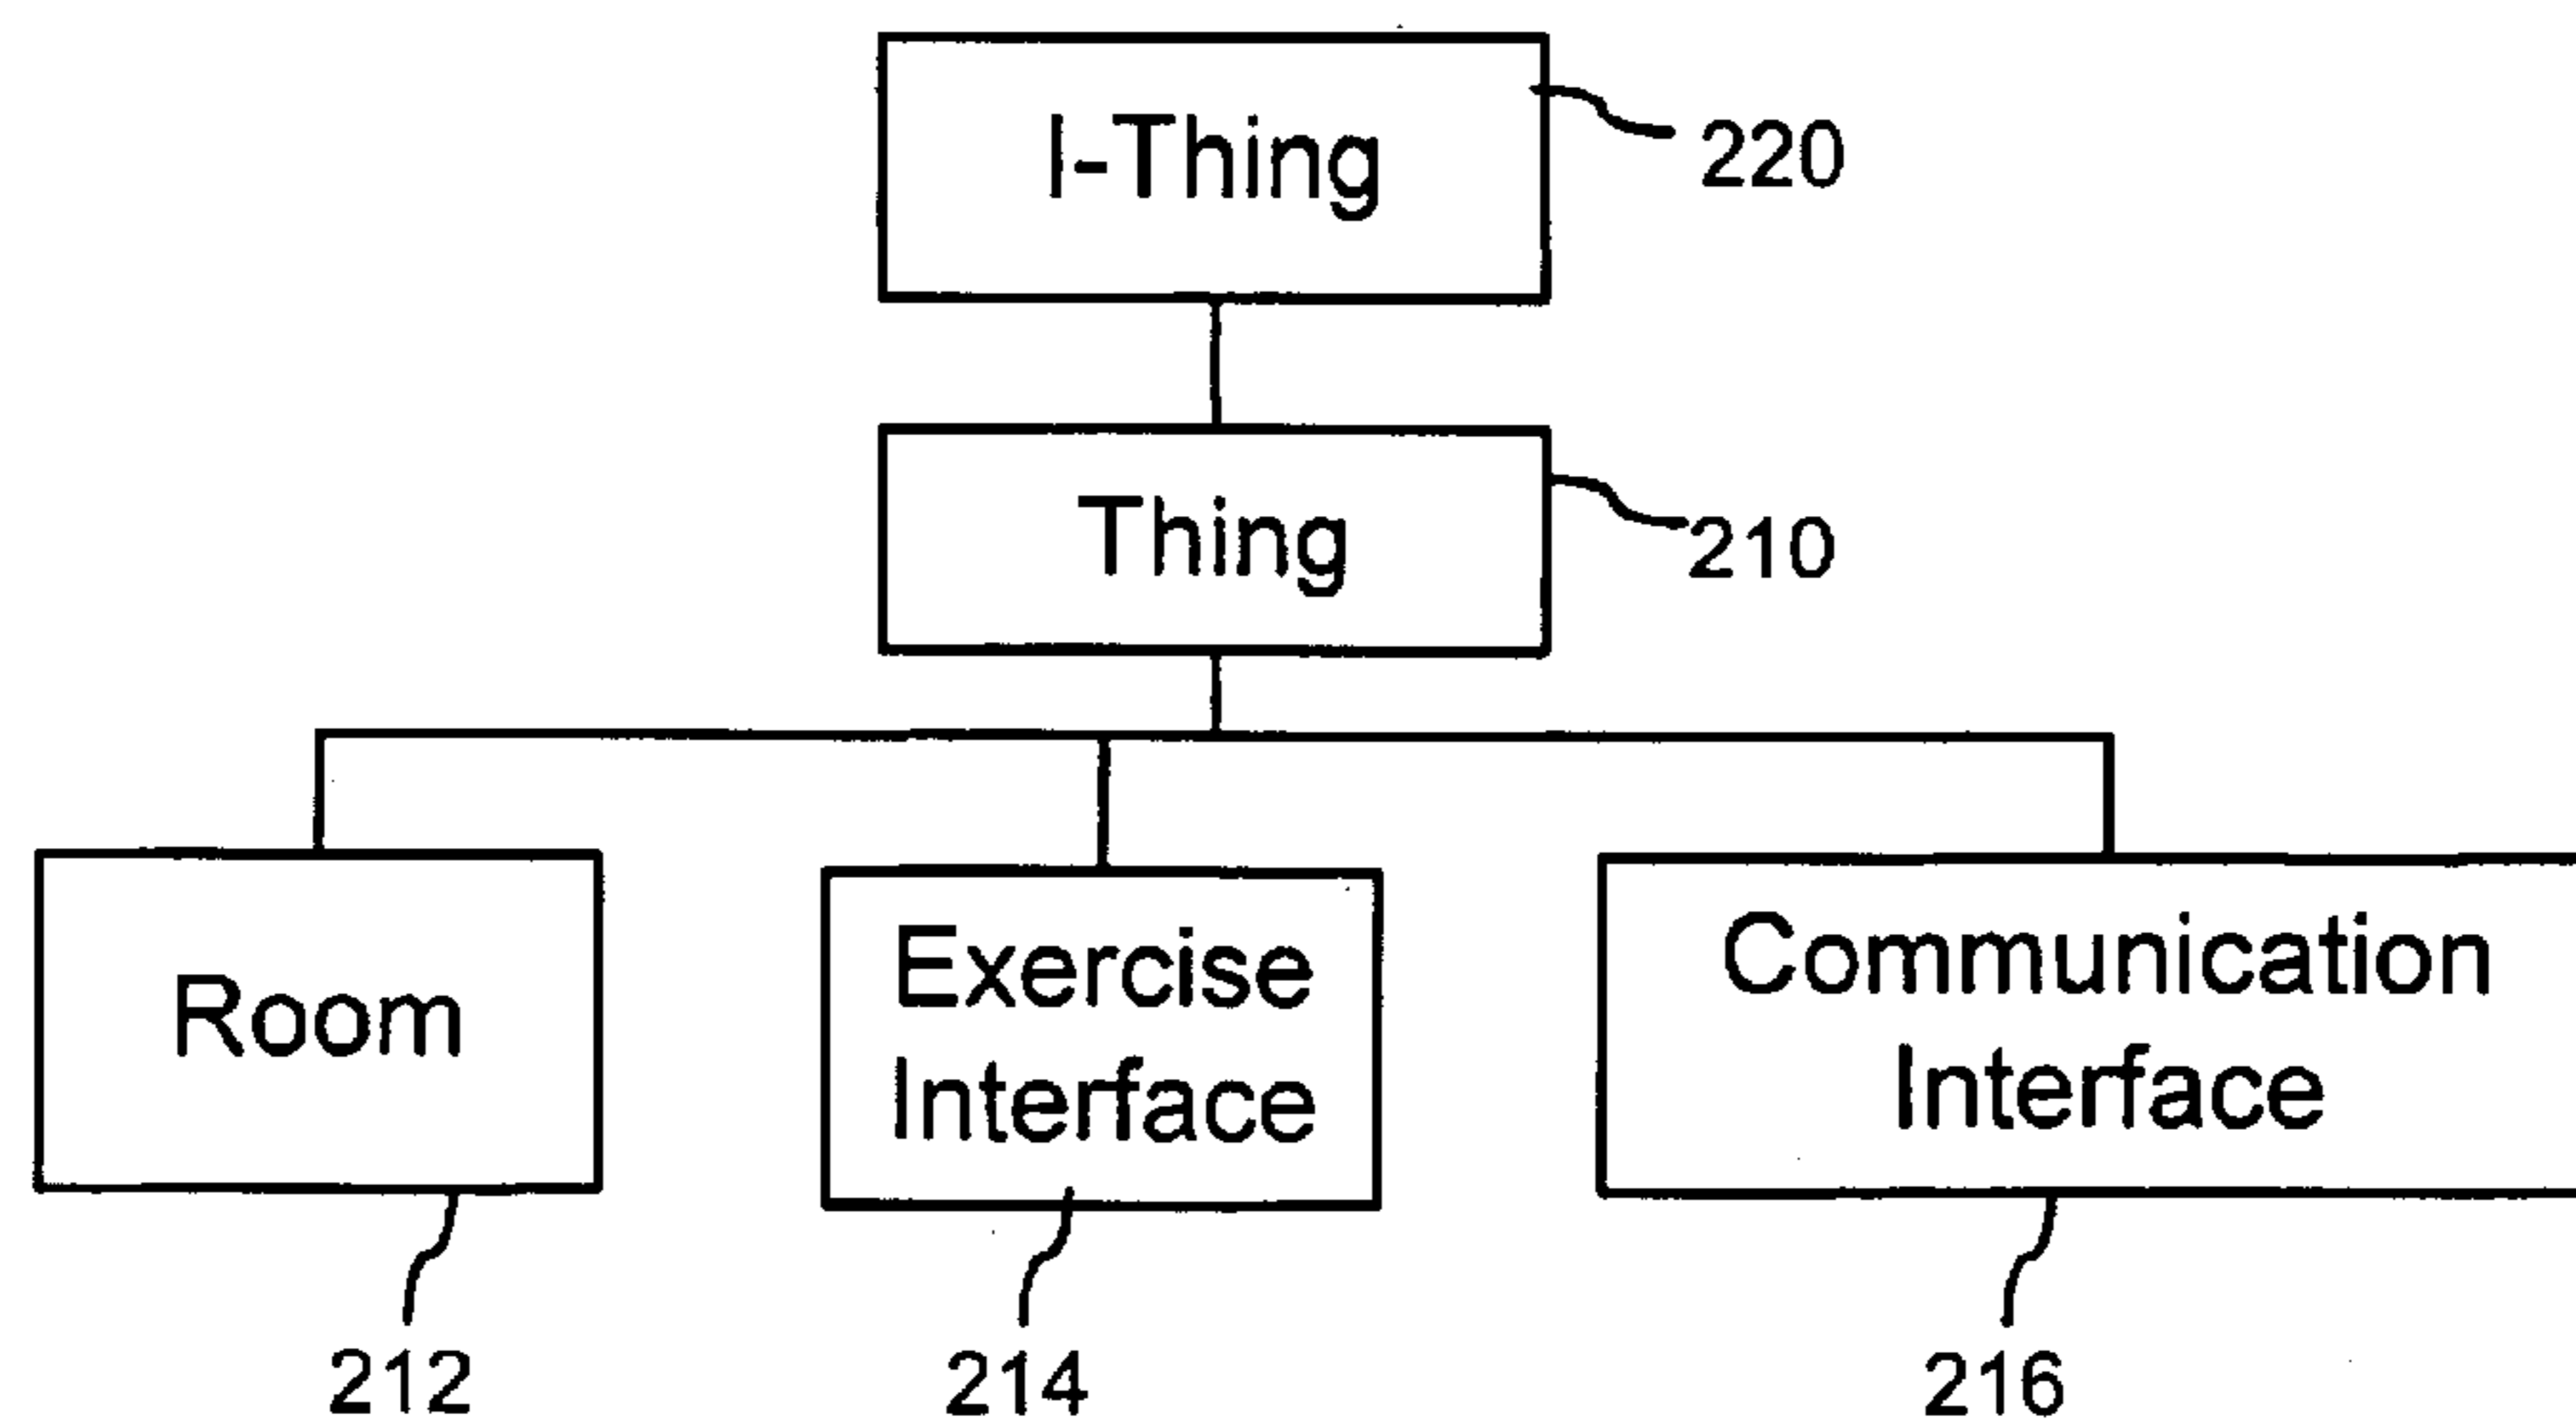 I-Thing
220
Thing
210
Room
Exercise
Interface
Communication
Interface
212
214
216